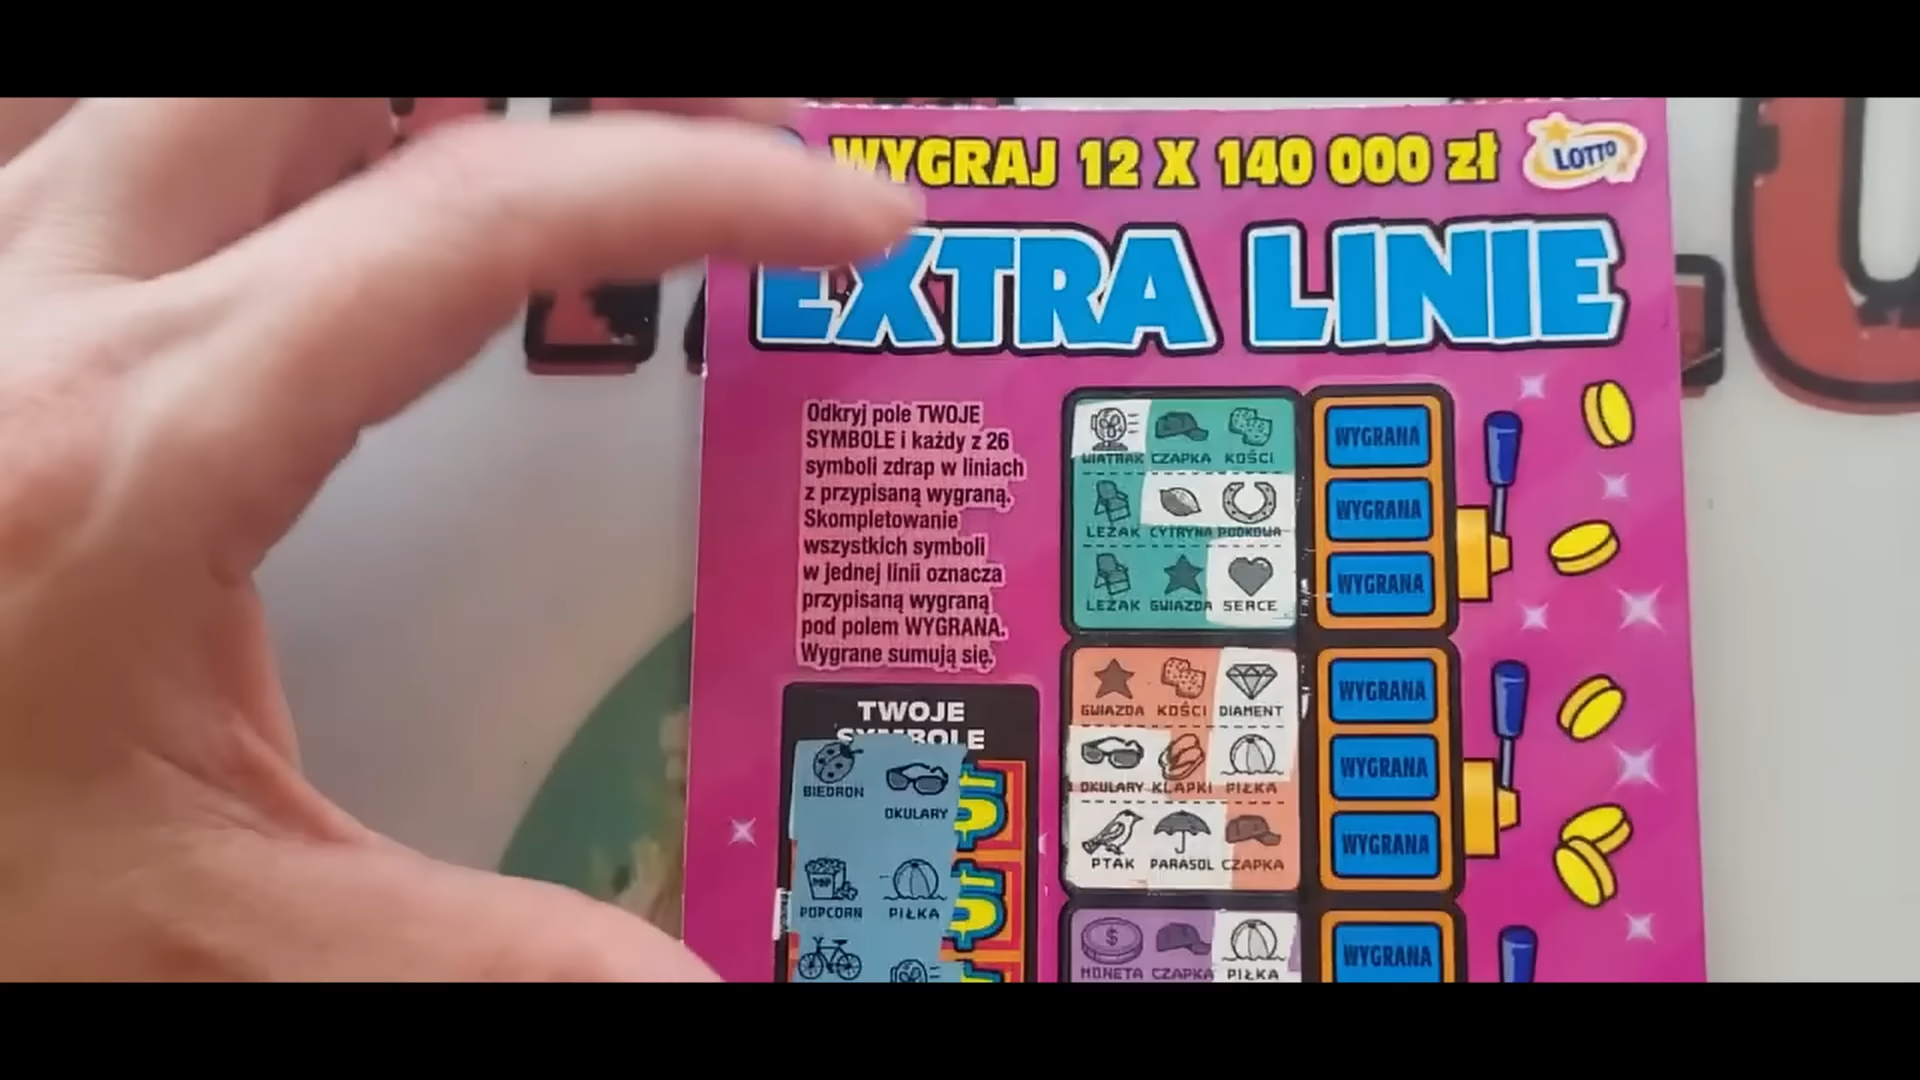 WYGRAJ 12 X 140 000 zł
LOTTO
EXTRA LINIE
Odkryj pole TWOJE
SYMBOLE i każdy z 26
symboli zdrap w liniach
z przypisaną wygraną.
Skompletowanie
wszystkich symboli
w jednej linii oznacza
przypisaną wygraną
pod polem WYGRANA.
Wygrane sumują się.
TWOJE
SYMBOLE
BIEDRON
OKULARY
POPCORN PIŁKA
WIATRAK CZAPKA KOŚCI
WYGRANA
LEŻAK CYTRYNA PODKOWA
WYGRANA
LEŻAK GWIAZDA SERCE
WYGRANA
GWIAZDA KOŚCI DIAMENT
WYGRANA
OKULARY KLAPKI PIŁKA
WYGRANA
PTAK PARASOL CZAPKA
WYGRANA
MONETA CZAPKA PIŁKA
WYGRANA